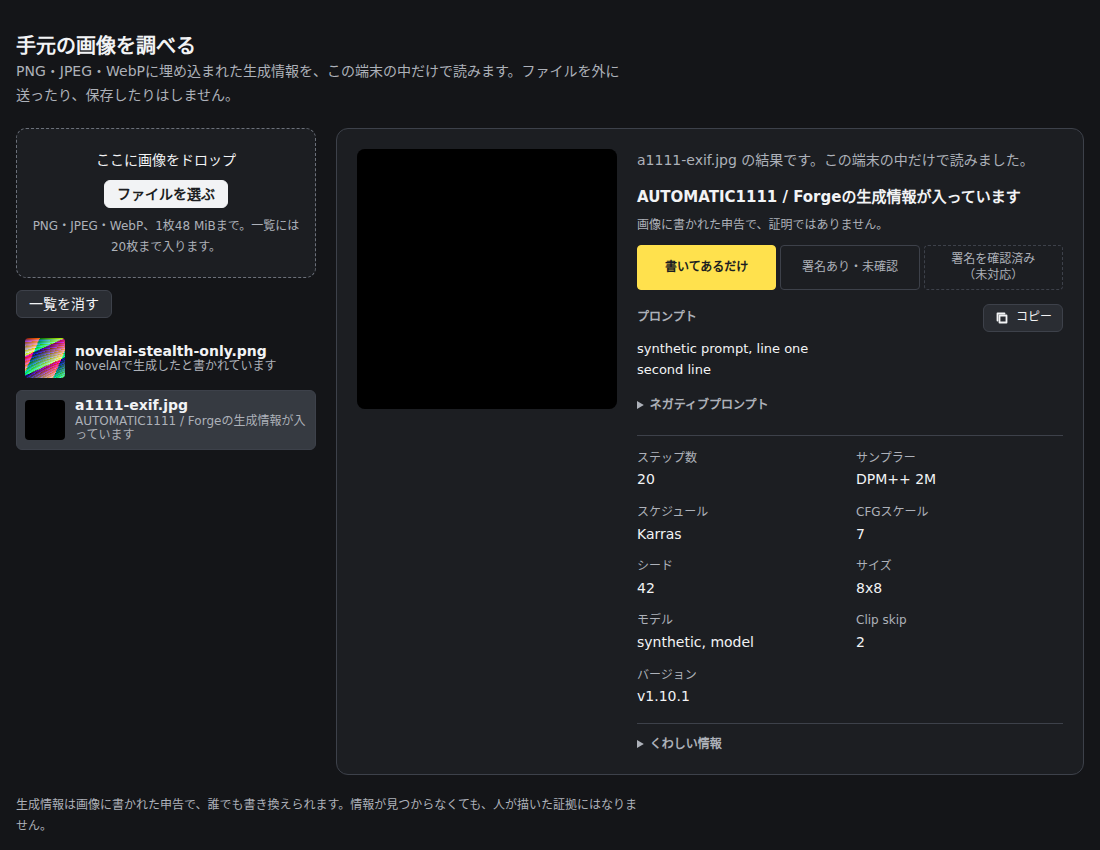 手元の画像を調べる
PNG・JPEG・WebPに埋め込まれた生成情報を、この端末の中だけで読みます。ファイルを外に
送ったり、保存したりはしません。
ここに画像をドロップ
ファイルを選ぶ
PNG・JPEG・WebP、1枚48 MiBまで。一覧には
20枚まで入ります。
一覧を消す
novelai-stealth-only.png
NovelAIで生成したと書かれています
a1111-exif.jpg
AUTOMATIC1111 / Forgeの生成情報が入
っています
a1111-exif.jpg の結果です。この端末の中だけで読みました。
AUTOMATIC1111 / Forgeの生成情報が入っています
画像に書かれた申告で、証明ではありません。
書いてあるだけ
署名あり・未確認
署名を確認済み
（未対応）
プロンプト
コピー
synthetic prompt, line one
second line
ネガティブプロンプト
ステップ数
サンプラー
20
DPM++ 2M
スケジュール
CFGスケール
Karras
7
シード
サイズ
42
8x8
モデル
Clip skip
synthetic, model
2
バージョン
v1.10.1
くわしい情報
生成情報は画像に書かれた申告で、誰でも書き換えられます。情報が見つからなくても、人が描いた証拠にはなりま
せん。